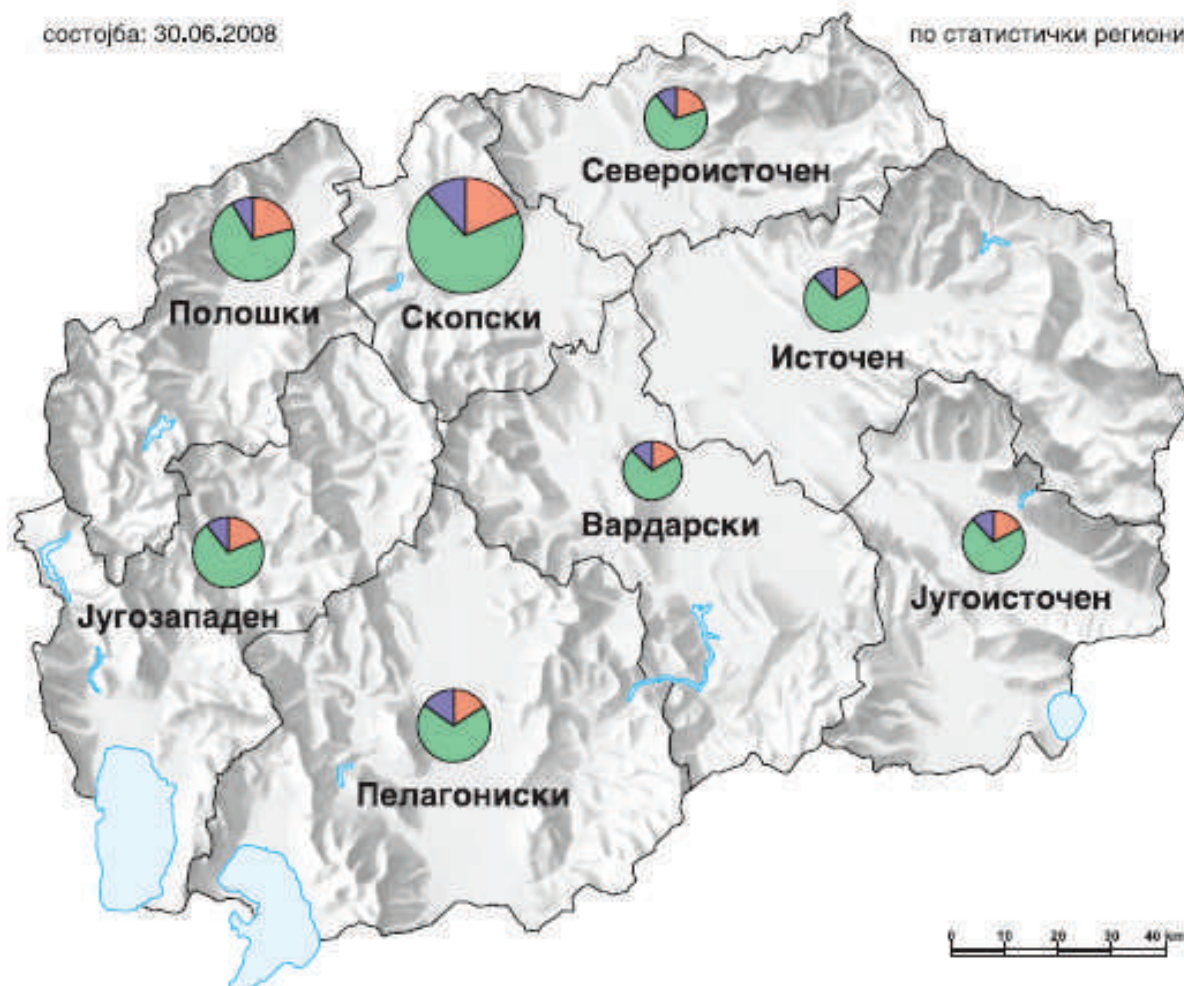 состојба: 30.06.2008
по статистички региони
Североисточен
Полошки
Скопски
Источен
Вардарски
Југоисточен
Југозападен
Пелагониски
0 10 20 30 40 km